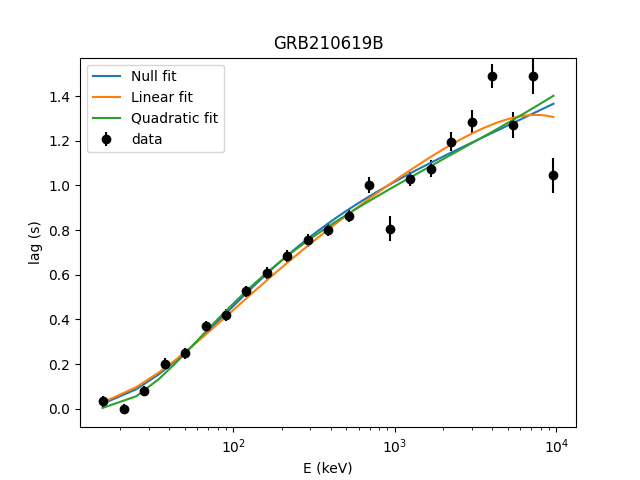 GRB210619B
Null fit
Linear fit
Quadratic fit
data
lag (s)
1.4
1.2
1.0
0.8
0.6
0.4
0.2
0.0
10²
10³
10⁴
E (keV)